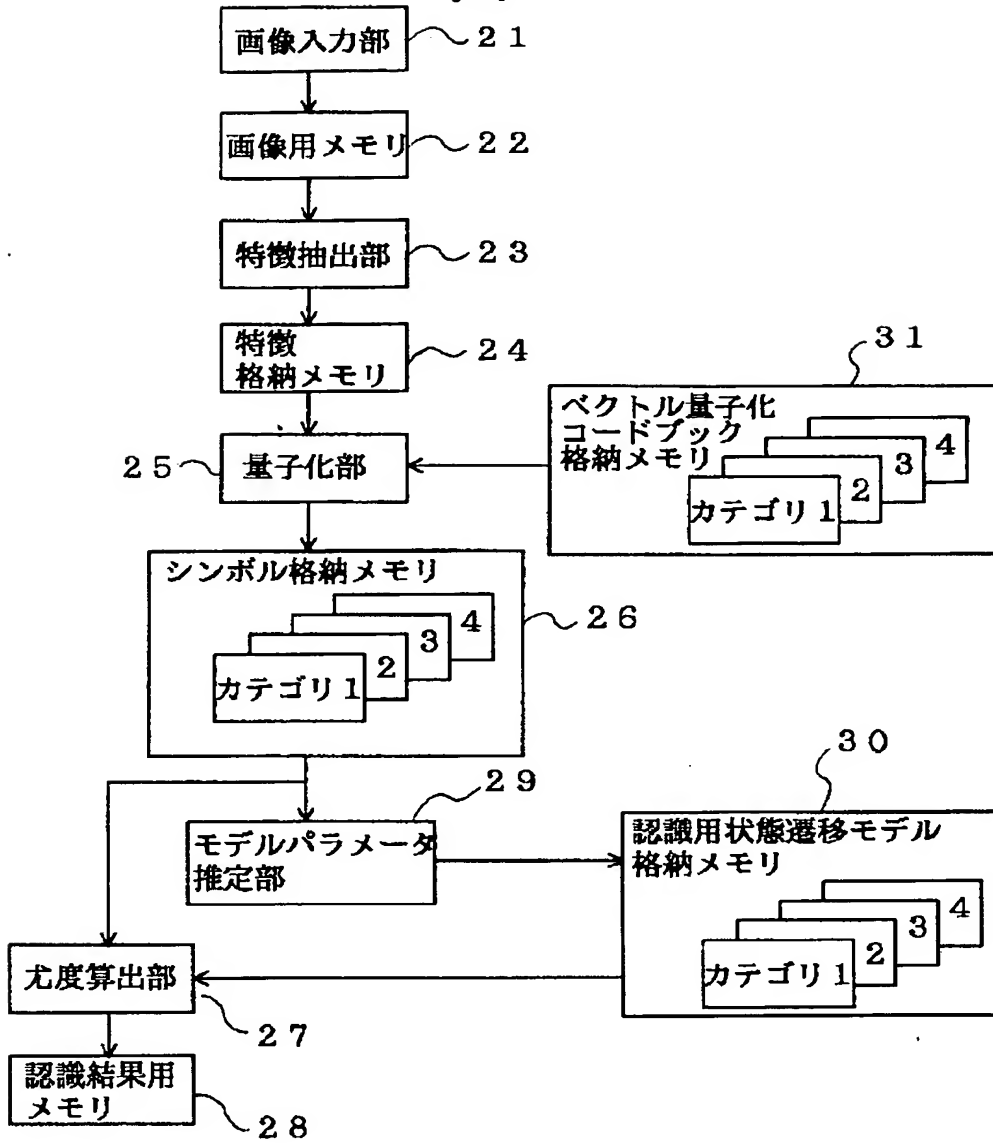 画像入力部
21
画像用メモリ
22
特徴抽出部
23
特徴
格納メモリ
24
31
ベクトル量子化
コードブック
格納メモリ
4
3
2
カテゴリ1
25
量子化部
シンボル格納メモリ
26
4
3
2
カテゴリ1
29
モデルパラメータ
推定部
30
認識用状態遷移モデル
格納メモリ
4
3
2
カテゴリ1
尤度算出部
27
認識結果用
メモリ
28